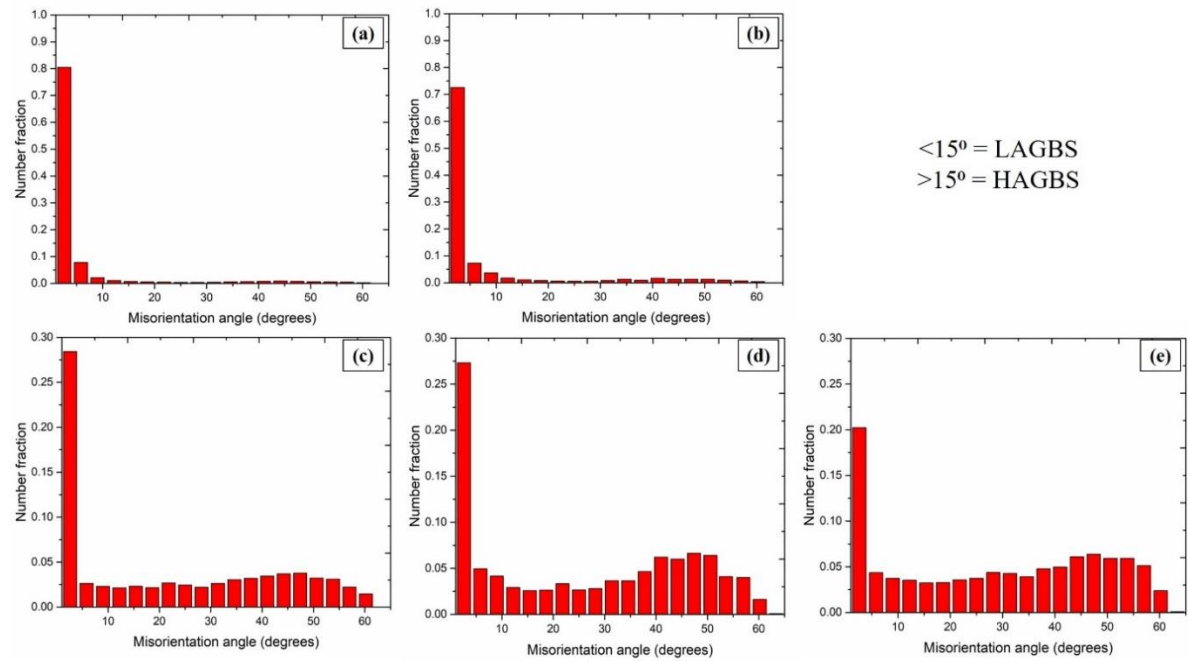 (a)
1.0
0.9
0.8
0.7
0.6
0.5
0.4
0.3
0.2
0.1
0.0
Number fraction
10 20 30 40 50 60
Misorientation angle (degrees)
(b)
1.0
0.9
0.8
0.7
0.6
0.5
0.4
0.3
0.2
0.1
0.0
Number fraction
10 20 30 40 50 60
Misorientation angle (degrees)
<15º = LAGBS
>15º = HAGBS
(c)
0.30
0.25
0.20
0.15
0.10
0.05
0.00
Number fraction
10 20 30 40 50 60
Misorientation angle (degrees)
(d)
0.30
0.25
0.20
0.15
0.10
0.05
0.00
Number fraction
10 20 30 40 50 60
Misorientation angle (degrees)
(e)
0.30
0.25
0.20
0.15
0.10
0.05
0.00
Number fraction
10 20 30 40 50 60
Misorientation angle (degrees)